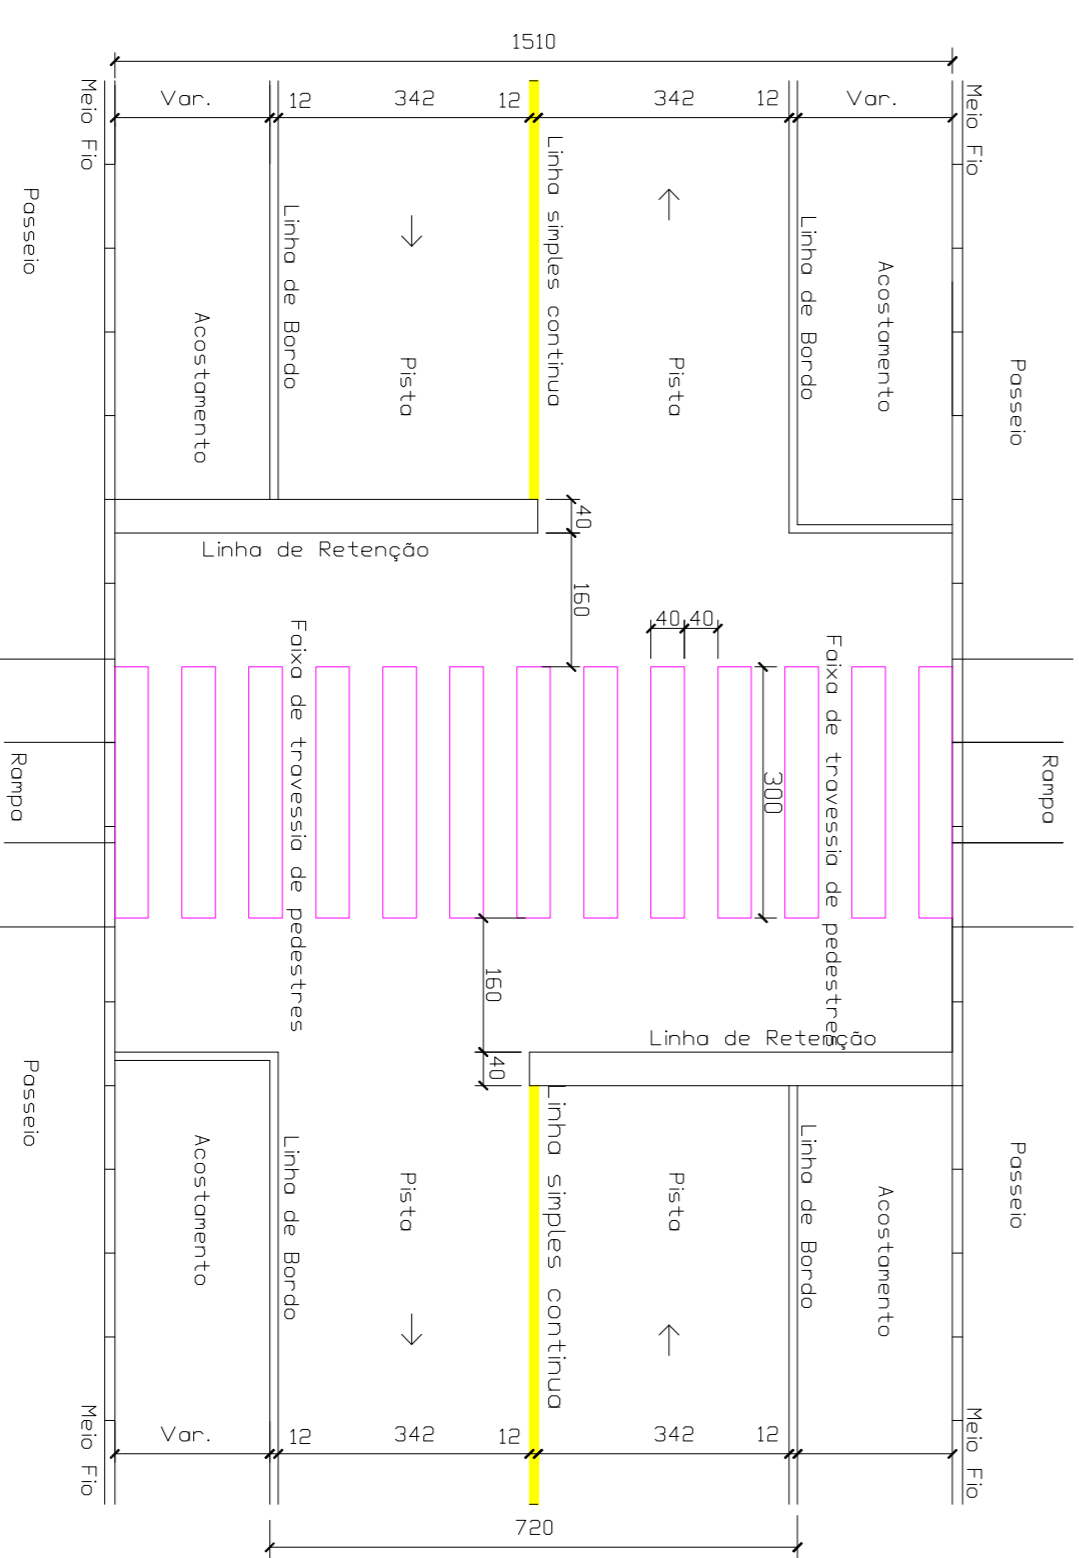 1510
Var.
12
342
12
342
12
Var.
Meio Fio
Meio Fio
Linha simples continua
Passeio
Linha de Bordo
Linha de Bordo
Acostamento
Acostamento
Pista
Pista
Passeio
40
Linha de Retenção
160
40
40
Faixa de travessia de pedestres
Faixa de travessia de pedestres
Rampa
Rampa
300
160
Linha de Retenção
40
Passeio
Linha simples continua
Linha de Bordo
Linha de Bordo
Acostamento
Acostamento
Pista
Pista
Passeio
Meio Fio
Meio Fio
Var.
12
342
12
342
12
Var.
720